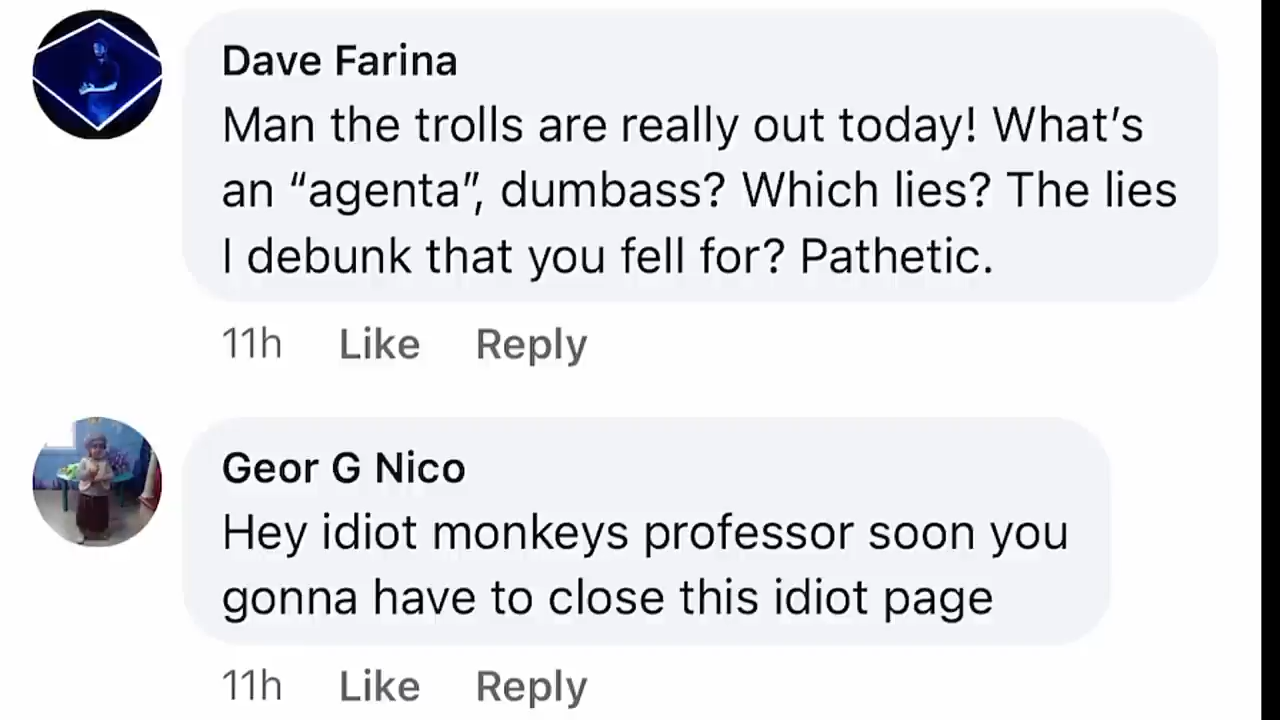 Dave Farina
Man the trolls are really out today! What's
an “agenta”, dumbass? Which lies? The lies
I debunk that you fell for? Pathetic.
11h Like Reply
Geor G Nico
Hey idiot monkeys professor soon you
gonna have to close this idiot page
11h Like Reply